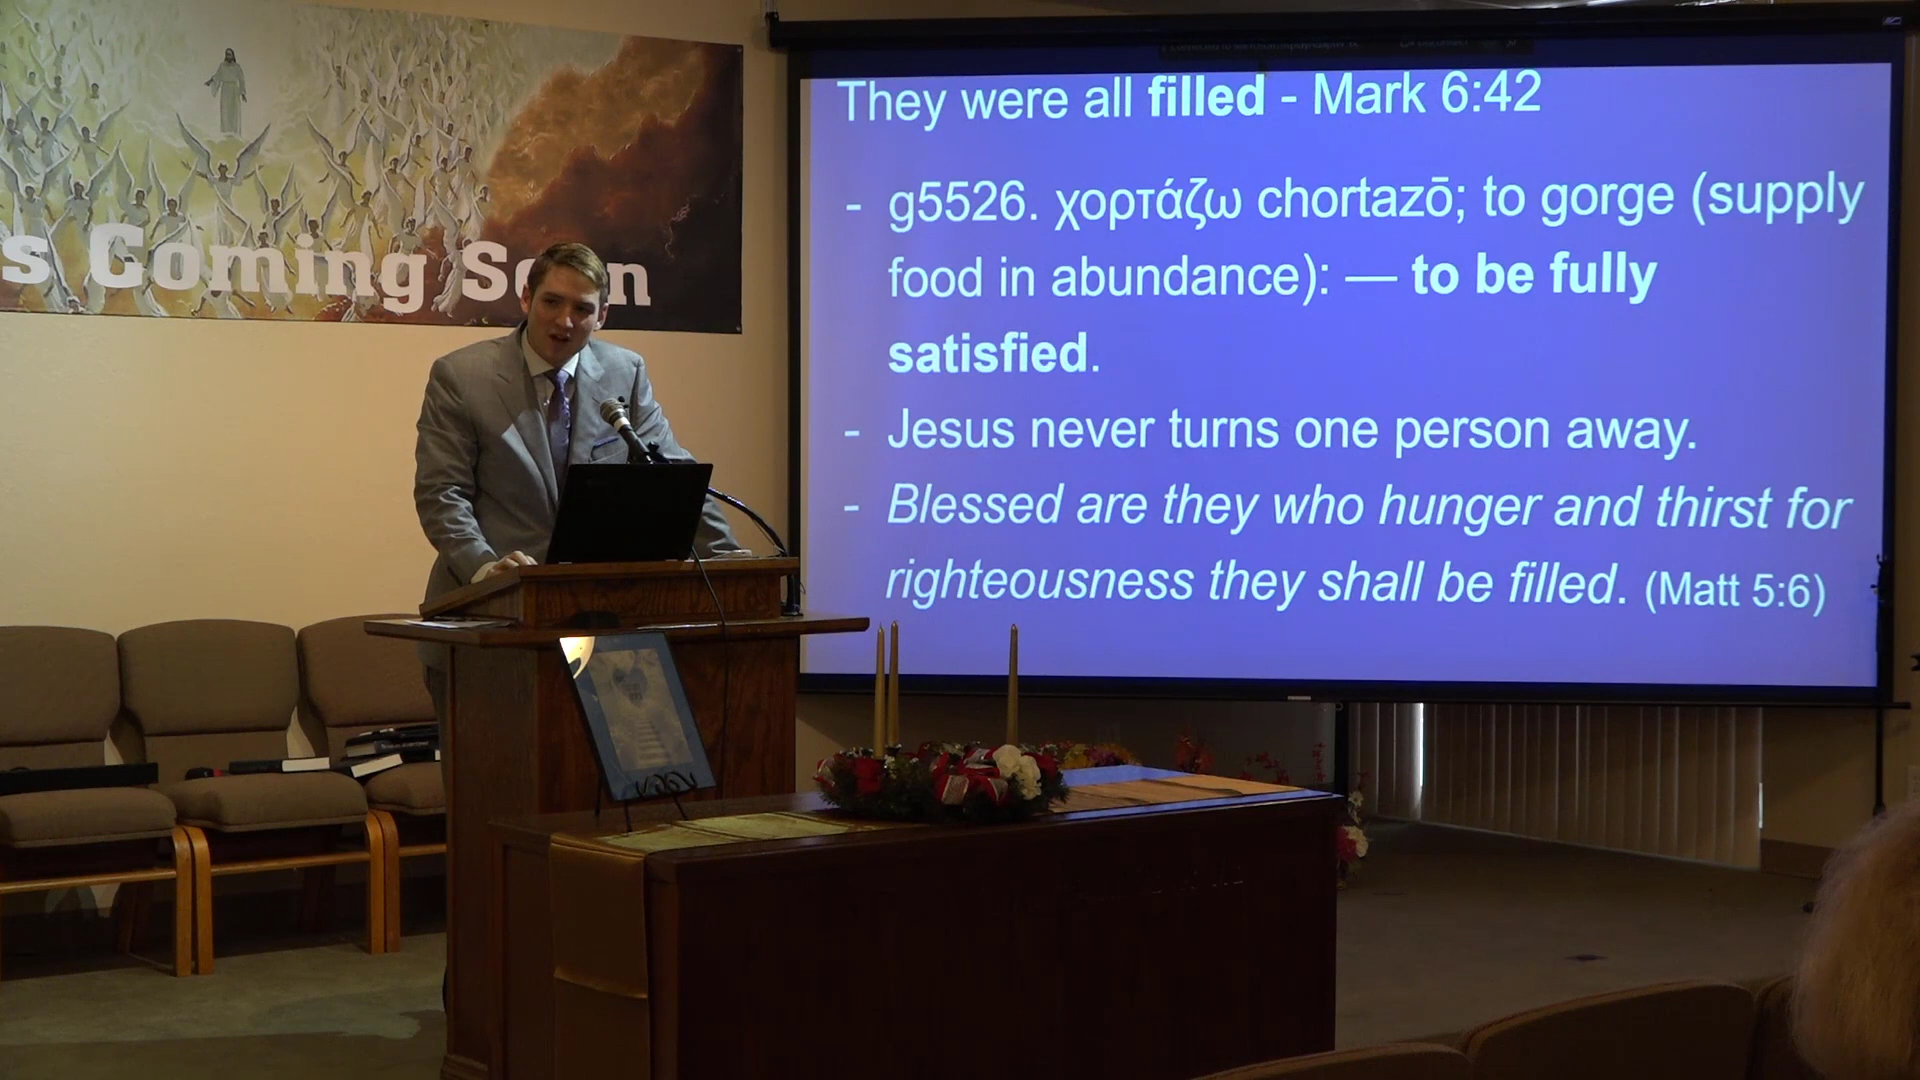 s Coming Soon
They were all filled - Mark 6:42
- g5526. χορτάζω chortazō; to gorge (supply
food in abundance): — to be fully
satisfied.
- Jesus never turns one person away.
- Blessed are they who hunger and thirst for
righteousness they shall be filled. (Matt 5:6)